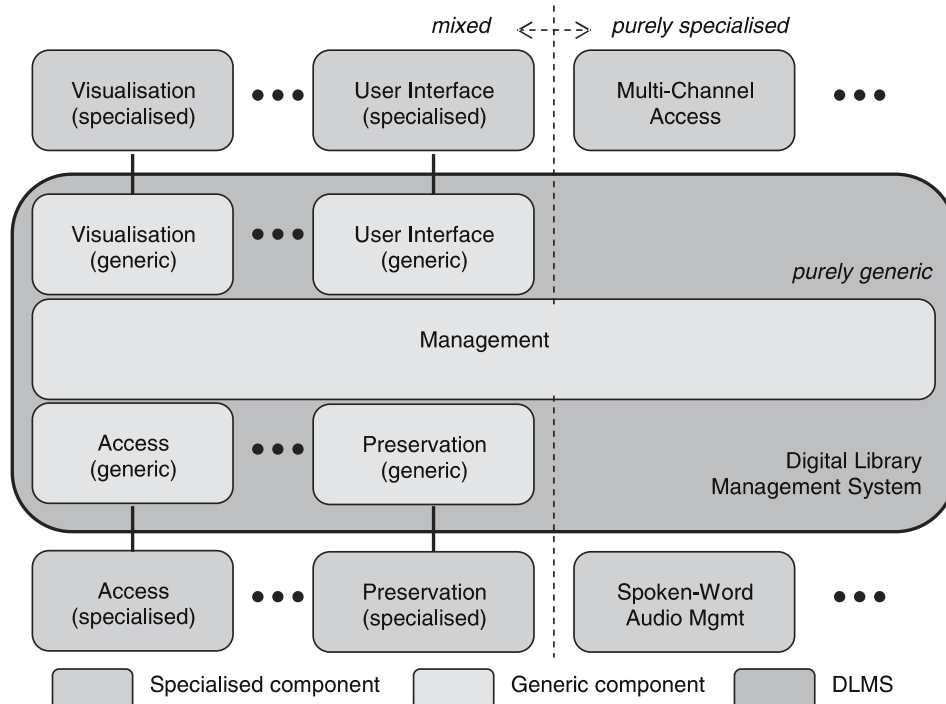 mixed
purely specialised
Visualisation
(specialised)
User Interface
(specialised)
Multi-Channel
Access
Visualisation
(generic)
User Interface
(generic)
purely generic
Management
Access
(generic)
Preservation
(generic)
Digital Library
Management System
Access
(specialised)
Preservation
(specialised)
Spoken-Word
Audio Mgmt
Specialised component
Generic component
DLMS